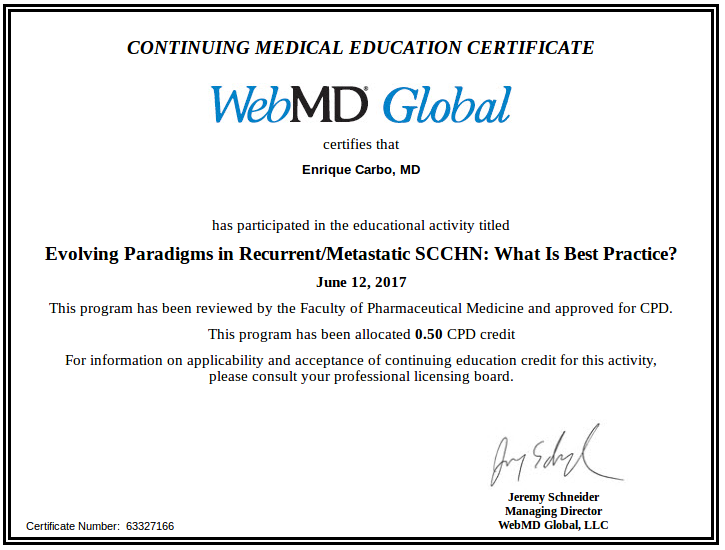 CONTINUING MEDICAL EDUCATION CERTIFICATE
WebMD® Global
certifies that
Enrique Carbo, MD
has participated in the educational activity titled
Evolving Paradigms in Recurrent/Metastatic SCCHN: What Is Best Practice?
June 12, 2017
This program has been reviewed by the Faculty of Pharmaceutical Medicine and approved for CPD.
This program has been allocated 0.50 CPD credit
For information on applicability and acceptance of continuing education credit for this activity,
please consult your professional licensing board.
Jeremy Schneider
Managing Director
WebMD Global, LLC
Certificate Number: 63327166